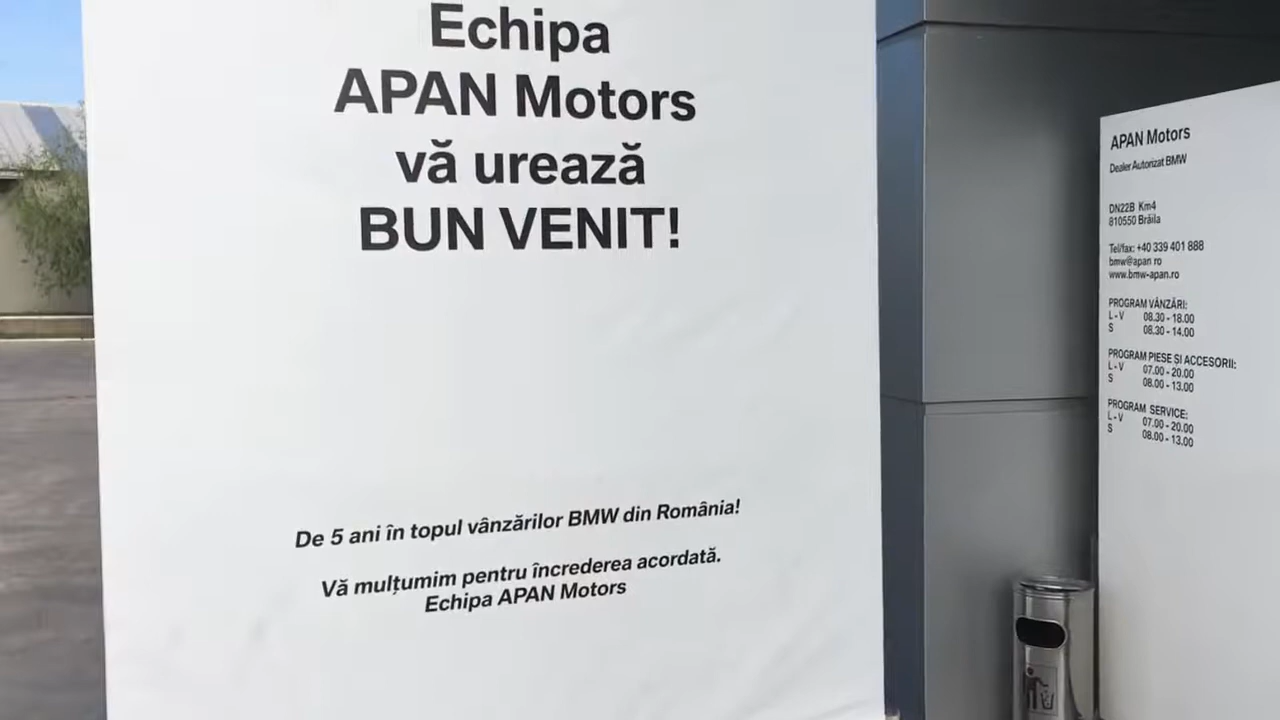 Echipa
APAN Motors
vă urează
BUN VENIT!
De 5 ani în topul vânzărilor BMW din România!
Vă mulțumim pentru încrederea acordată.
Echipa APAN Motors
APAN Motors
Dealer Autorizat BMW
DN22B Km4
810550 Brăila
Tel/fax: +40 339 401 888
bmw@apan.ro
www.bmw-apan.ro
PROGRAM VÂNZĂRI:
L - V 08.30 - 18.00
S 08.30 - 14.00
PROGRAM PIESE ȘI ACCESORII:
L - V 07.00 - 20.00
S 08.00 - 13.00
PROGRAM SERVICE:
L - V 07.00 - 20.00
S 08.00 - 13.00